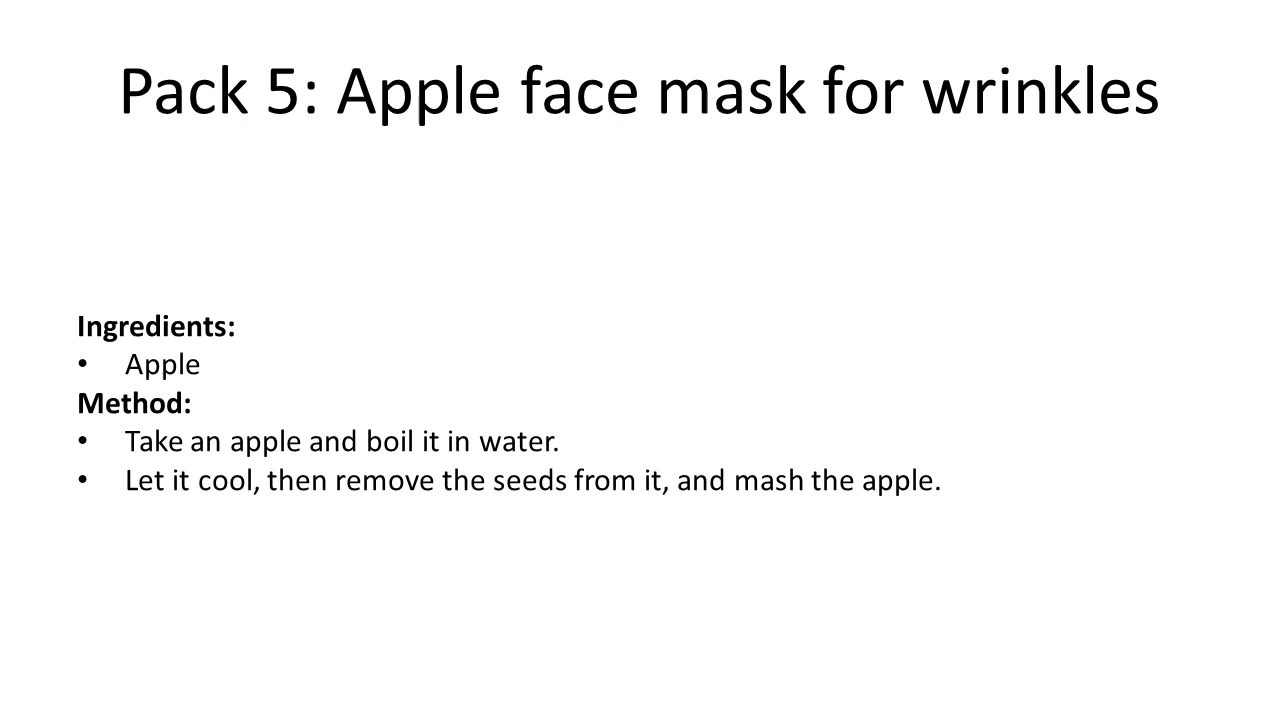 Pack 5: Apple face mask for wrinkles
Ingredients:
• Apple
Method:
• Take an apple and boil it in water.
• Let it cool, then remove the seeds from it, and mash the apple.